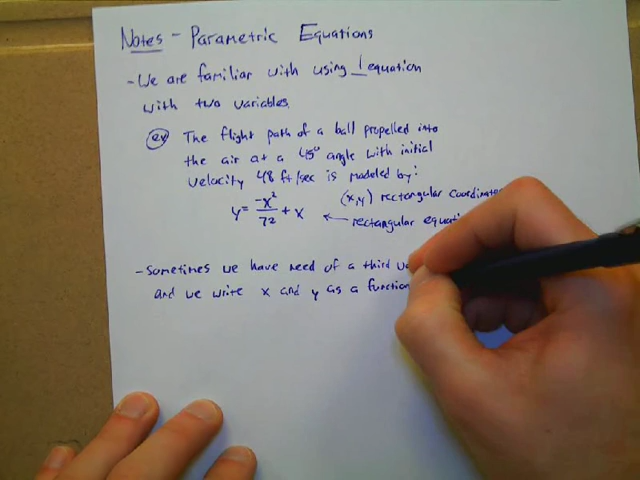 Notes - Parametric Equations
- We are familiar with using 1 equation
with two variables.
ex The flight path of a ball propelled into
the air at a 45° angle with initial
velocity 48 ft/sec is modeled by:
y = -x²/72 + x (x,y) rectangular coordinates
← rectangular
- Sometimes we have need of a third
and we write x and y as a function